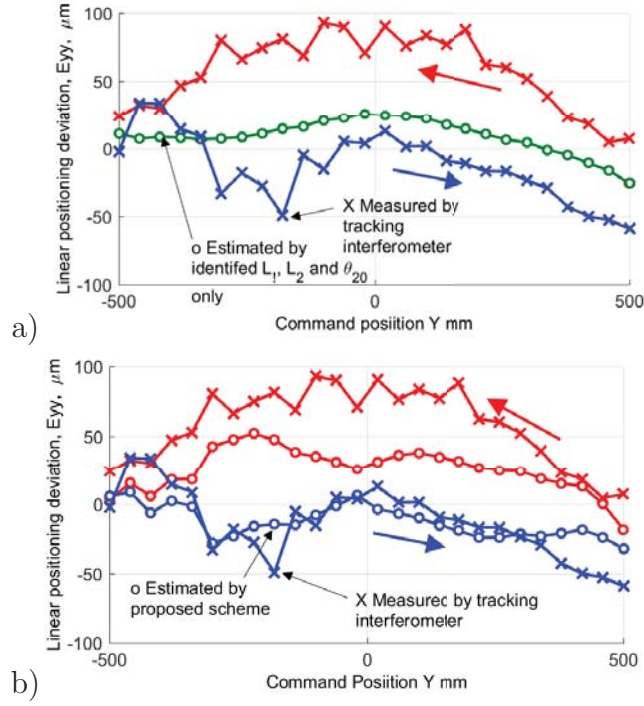 a)
Linear positioning deviation, Eyy, μm
100
50
0
-50
-100
X Measured by
tracking
interferometer
o Estimated by
identifed L₁, L₂ and θ₂₀
only
-500
0
500
Command posiition Y mm
b)
Linear positioning deviation, Eyy, μm
100
50
0
-50
-100
o Estimated by
proposed scheme
X Measured by tracking
interferometer
-500
0
500
Command Posiition Y mm